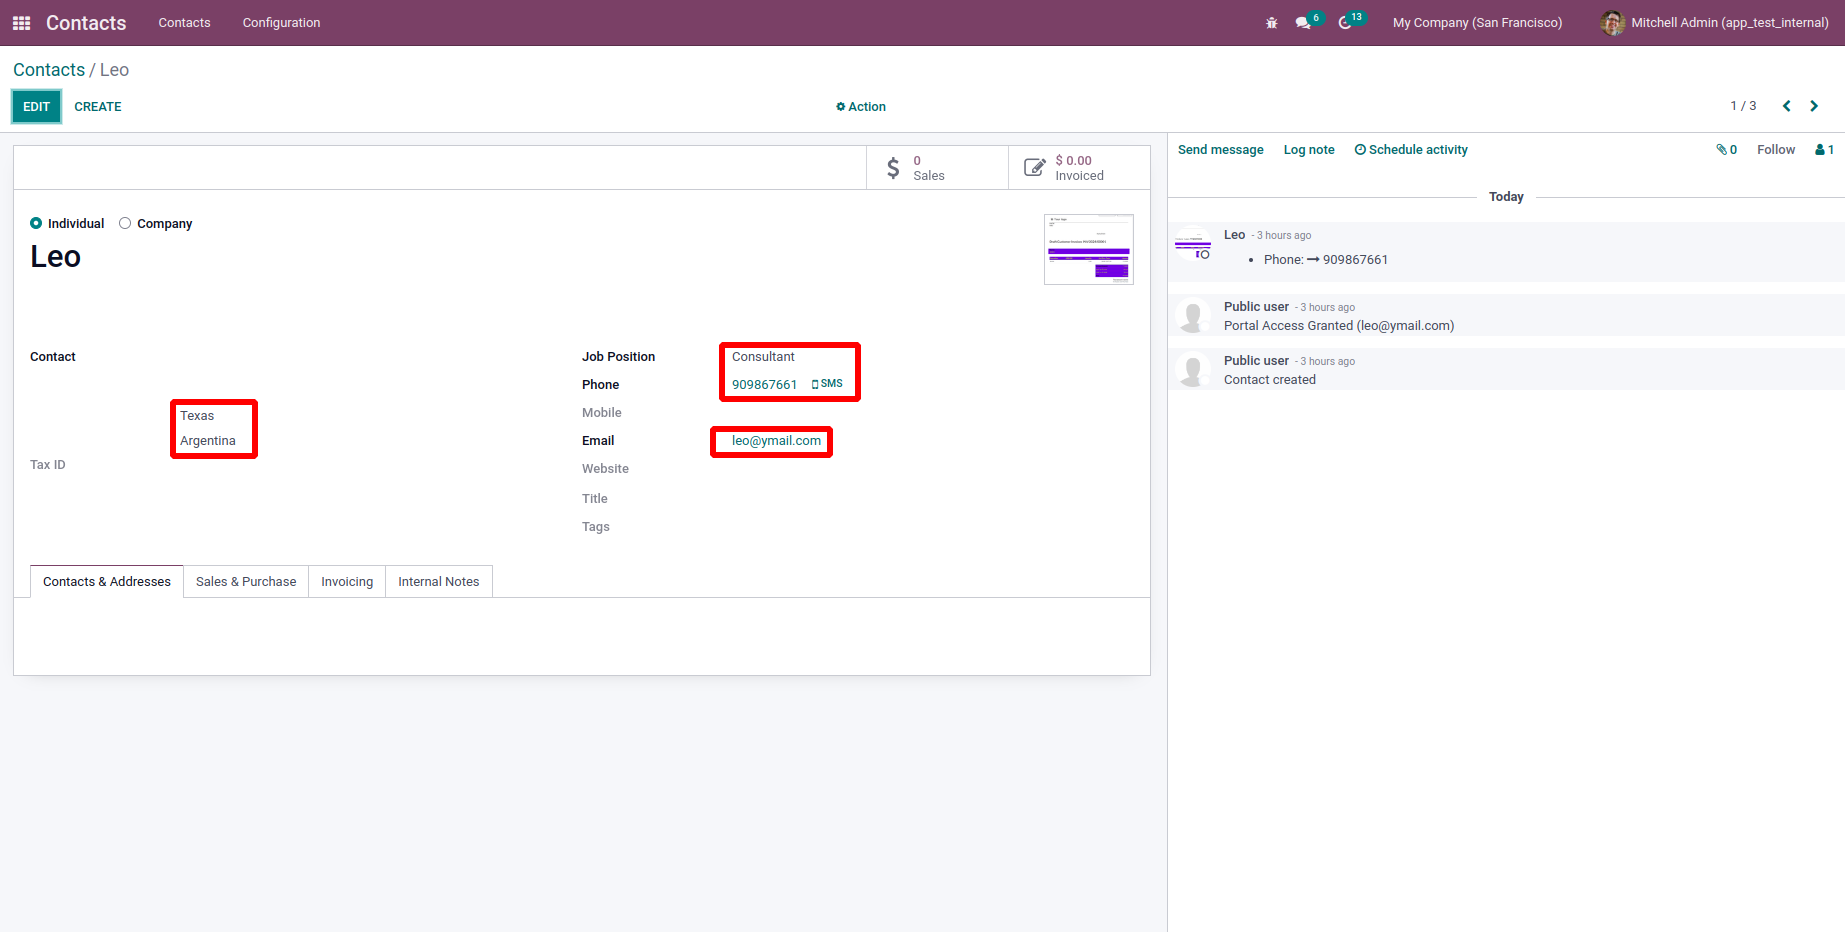 Contacts Contacts Configuration 6 13 My Company (San Francisco) Mitchell Admin (app_test_internal)
Contacts / Leo
EDIT CREATE Action 1 / 3
0
Sales
$ 0.00
Invoiced
Individual Company
Leo
Contact
Texas
Argentina
Tax ID
Job Position Consultant
Phone 909867661 SMS
Mobile
Email leo@ymail.com
Website
Title
Tags
Contacts & Addresses Sales & Purchase Invoicing Internal Notes
Send message Log note Schedule activity 0 Follow 1
Today
Leo - 3 hours ago
• Phone: → 909867661
Public user - 3 hours ago
Portal Access Granted (leo@ymail.com)
Public user - 3 hours ago
Contact created